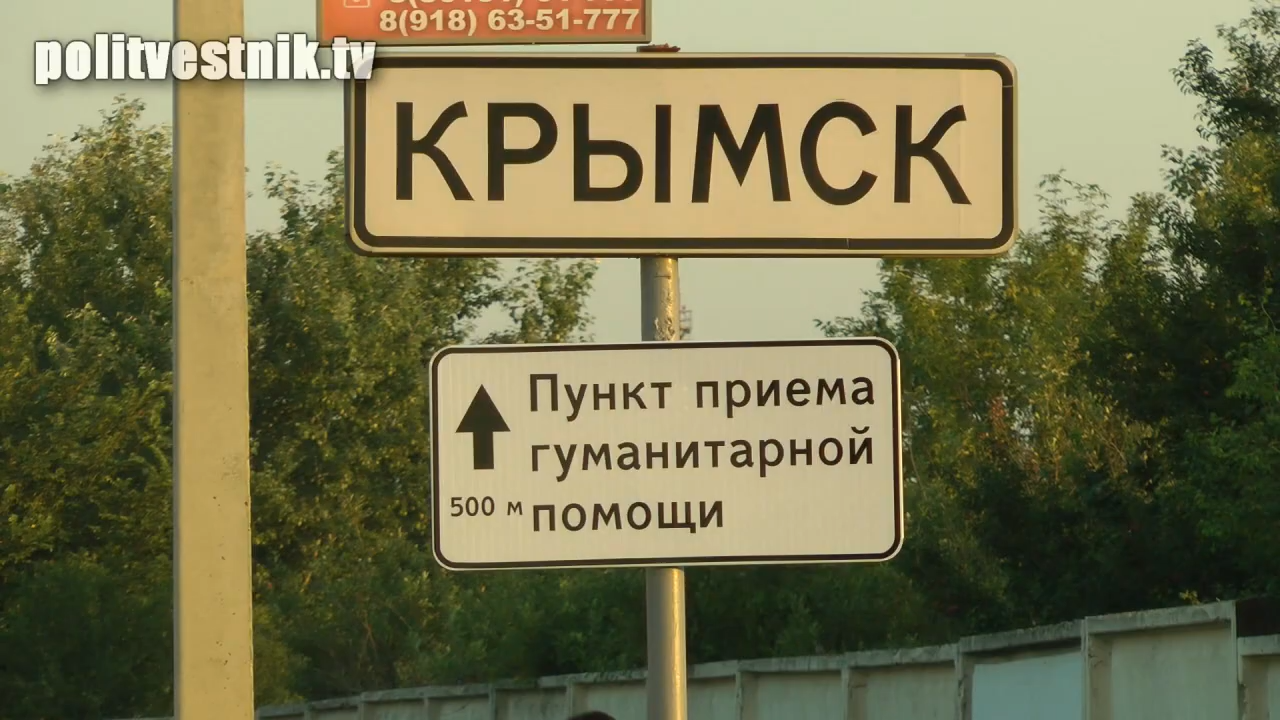 8(918) 63-51-777
politvestnik.tv
КРЫМСК
Пункт приема
гуманитарной
500 м помощи